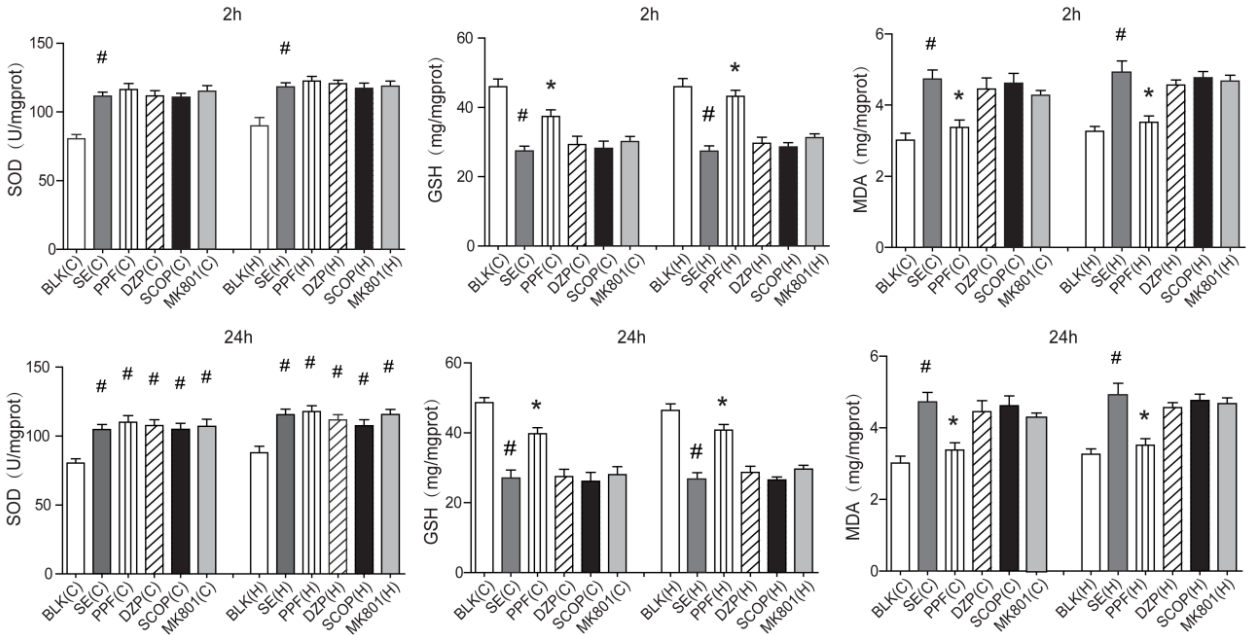 2h
SOD (U/mgprot)
150
100
50
0
# #
BLK(C) SE(C) PPF(C) DZP(C) SCOP(C) MK801(C) BLK(H) SE(H) PPF(H) DZP(H) SCOP(H) MK801(H)
2h
GSH (mg/mgprot)
60
40
20
0
# * # *
BLK(C) SE(C) PPF(C) DZP(C) SCOP(C) MK801(C) BLK(H) SE(H) PPF(H) DZP(H) SCOP(H) MK801(H)
2h
MDA (mg/mgprot)
6
4
2
0
# * # *
BLK(C) SE(C) PPF(C) DZP(C) SCOP(C) MK801(C) BLK(H) SE(H) PPF(H) DZP(H) SCOP(H) MK801(H)
24h
SOD (U/mgprot)
150
100
50
0
# # # # # # # # # #
BLK(C) SE(C) PPF(C) DZP(C) SCOP(C) MK801(C) BLK(H) SE(H) PPF(H) DZP(H) SCOP(H) MK801(H)
24h
GSH (mg/mgprot)
60
40
20
0
# * # *
BLK(C) SE(C) PPF(C) DZP(C) SCOP(C) MK801(C) BLK(H) SE(H) PPF(H) DZP(H) SCOP(H) MK801(H)
24h
MDA (mg/mgprot)
6
4
2
0
# * # *
BLK(C) SE(C) PPF(C) DZP(C) SCOP(C) MK801(C) BLK(H) SE(H) PPF(H) DZP(H) SCOP(H) MK801(H)